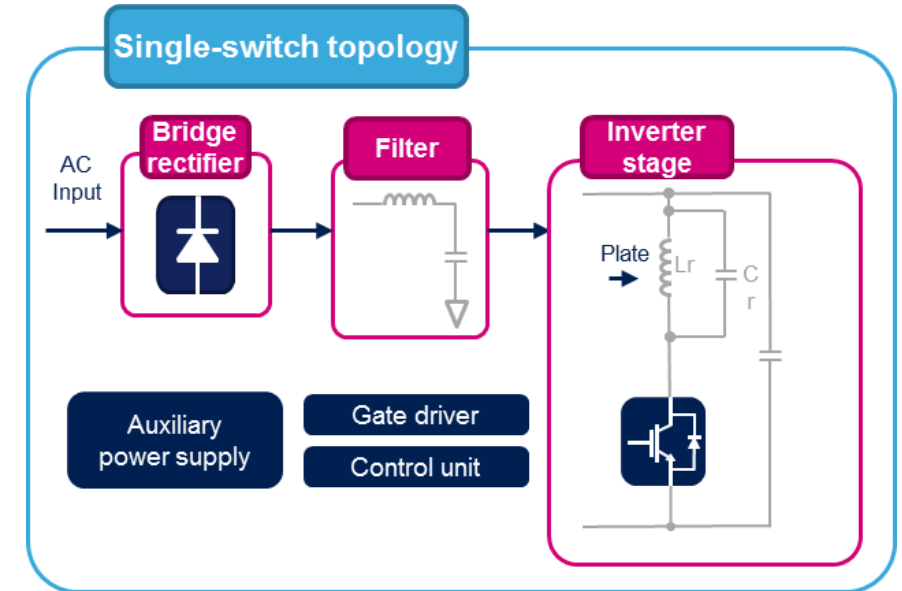 Single-switch topology
Bridge
rectifier
Filter
Inverter
stage
AC
Input
Plate
Lr
C
r
Auxiliary
power supply
Gate driver
Control unit